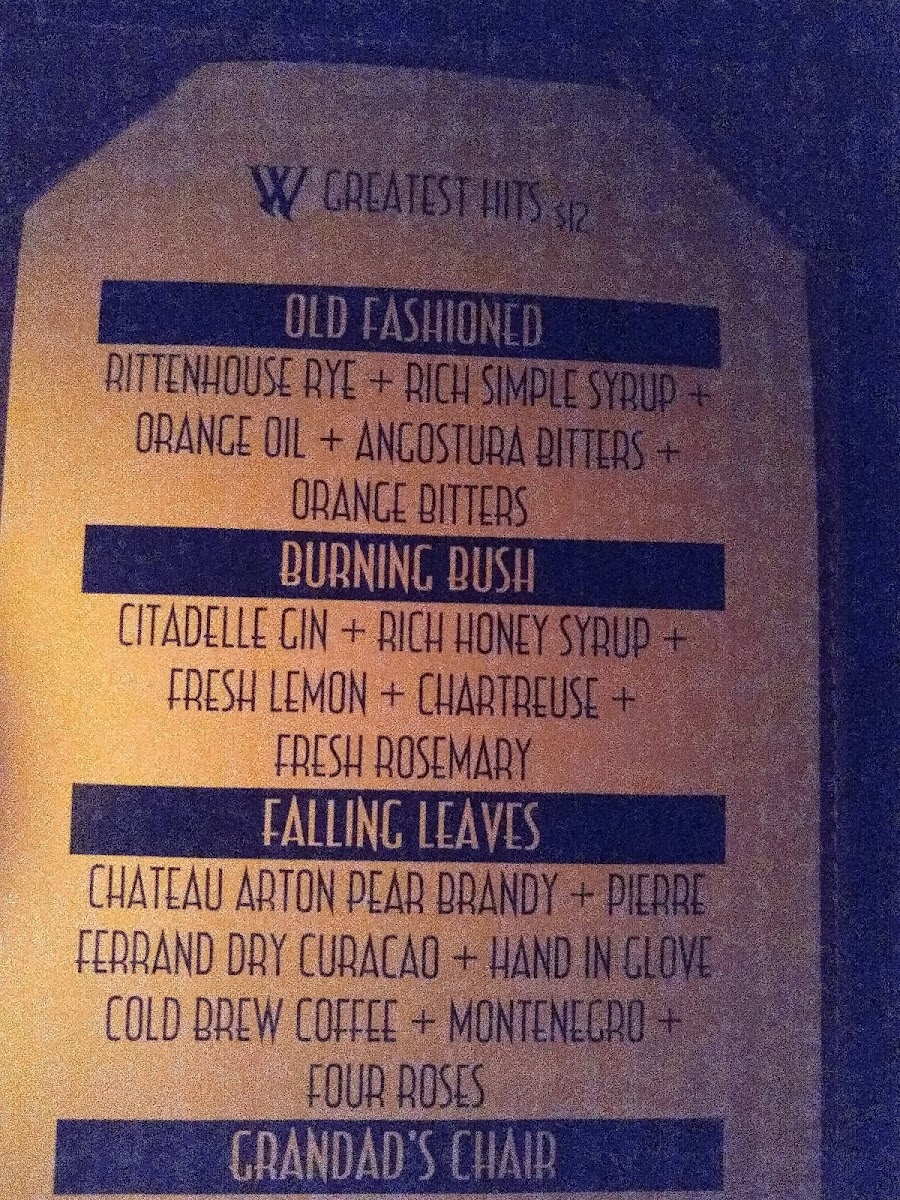 W GREATEST HITS $12
OLD FASHIONED
RITTENHOUSE RYE + RICH SIMPLE SYRUP +
ORANGE OIL + ANGOSTURA BITTERS +
ORANGE BITTERS
BURNING BUSH
CITADELLE GIN + RICH HONEY SYRUP +
FRESH LEMON + CHARTREUSE +
FRESH ROSEMARY
FALLING LEAVES
CHATEAU ARTON PEAR BRANDY + PIERRE
FERRAND DRY CURACAO + HAND IN GLOVE
COLD BREW COFFEE + MONTENEGRO +
FOUR ROSES
GRANDAD'S CHAIR